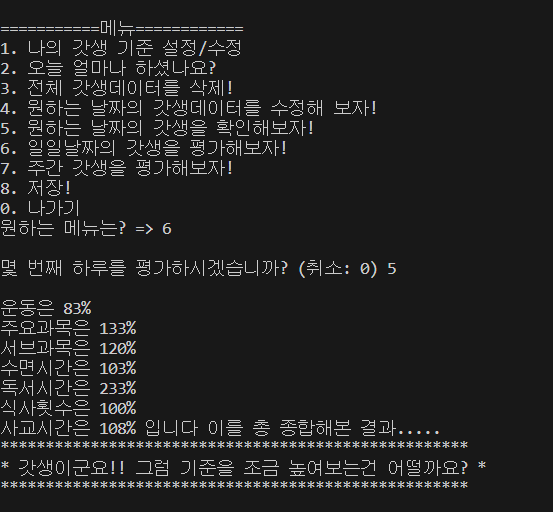 ===========메뉴============
1. 나의 갓생 기준 설정/수정
2. 오늘 얼마나 하셨나요?
3. 전체 갓생데이터를 삭제!
4. 원하는 날짜의 갓생데이터를 수정해 보자!
5. 원하는 날짜의 갓생을 확인해보자!
6. 일일날짜의 갓생을 평가해보자!
7. 주간 갓생을 평가해보자!
8. 저장!
0. 나가기
원하는 메뉴는? => 6
몇 번째 하루를 평가하시겠습니까? (취소: 0) 5
운동은 83%
주요과목은 133%
서브과목은 120%
수면시간은 103%
독서시간은 233%
식사횟수은 100%
사교시간은 108% 입니다 이를 총 종합해본 결과.....
****************************************************
* 갓생이군요!! 그럼 기준을 조금 높여보는건 어떨까요? *
****************************************************